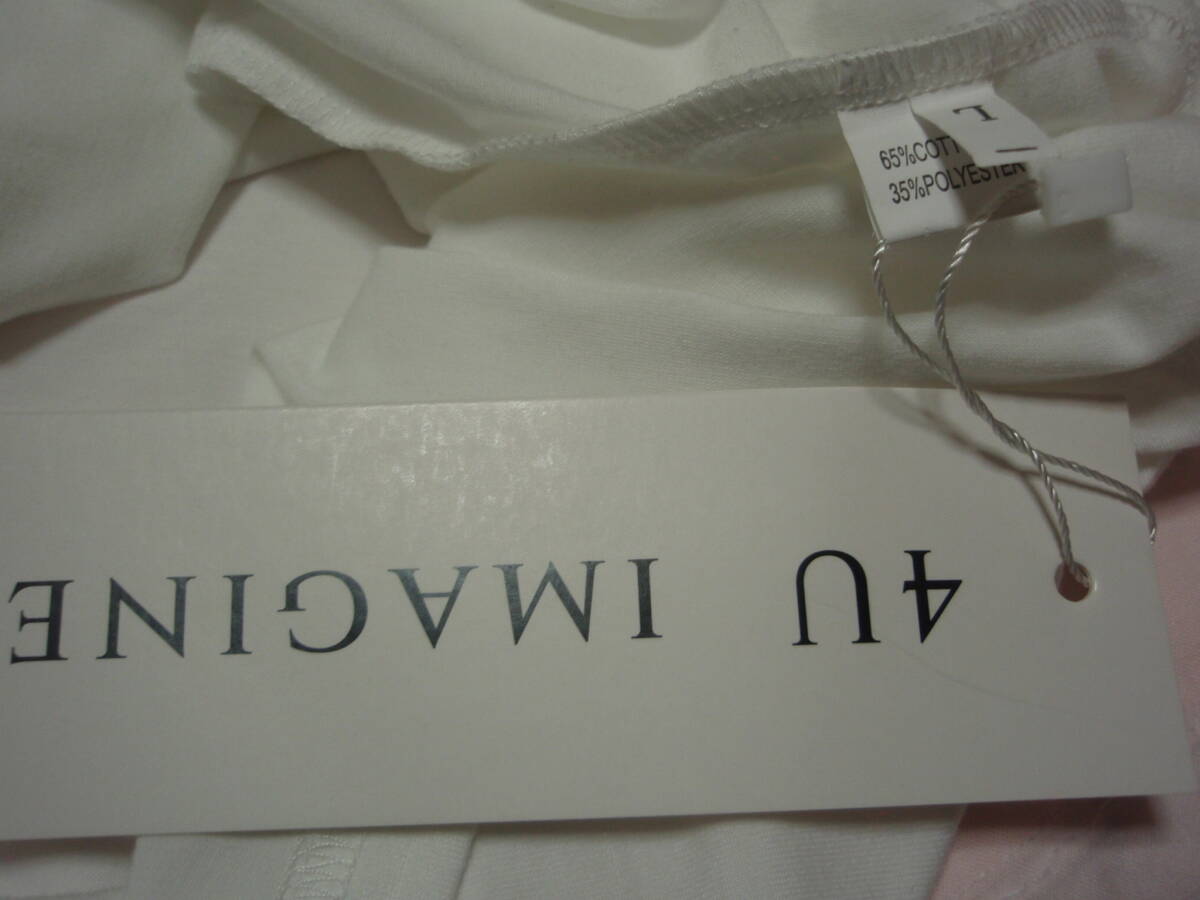 L
65%COTT
35%POLYESTER
4U IMAGINE